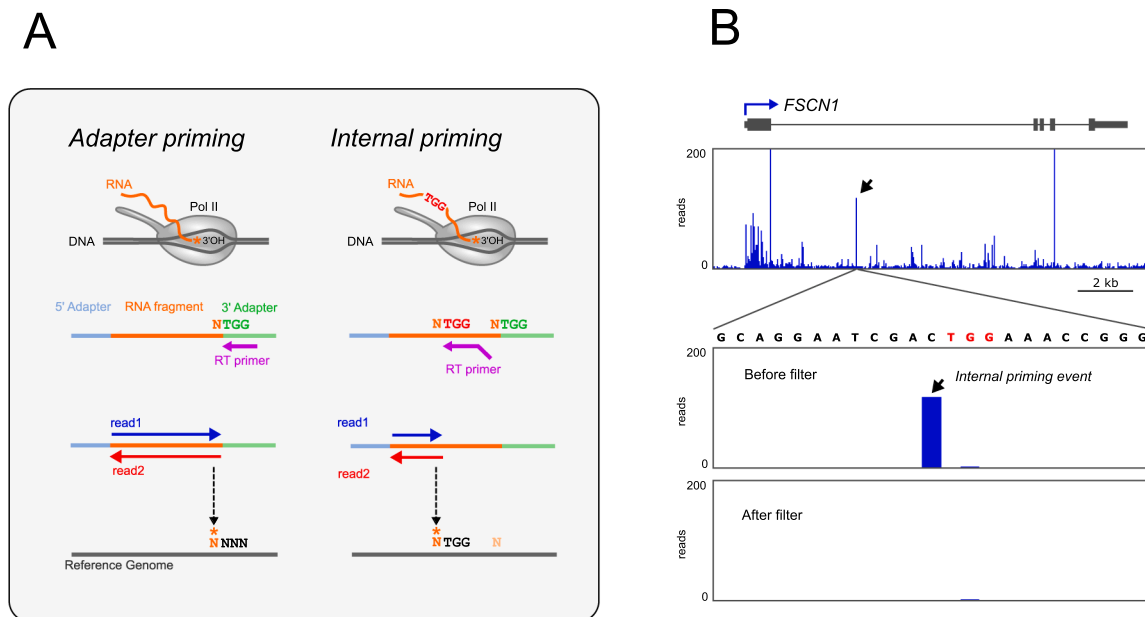 A
Adapter priming
Internal priming
RNA
Pol II
DNA
*3'OH
RNA
TGG
Pol II
DNA
*3'OH
5' Adapter
RNA fragment
3' Adapter
NTGG
RT primer
NTGG
NTGG
RT primer
read1
read2
read1
read2
*
NNNN
Reference Genome
*
NTGG
N
B
FSCN1
200
reads
0
2 kb
G C A G G A A T C G A C T G G A A A C C G G G
200
Before filter
Internal priming event
reads
0
200
After filter
reads
0